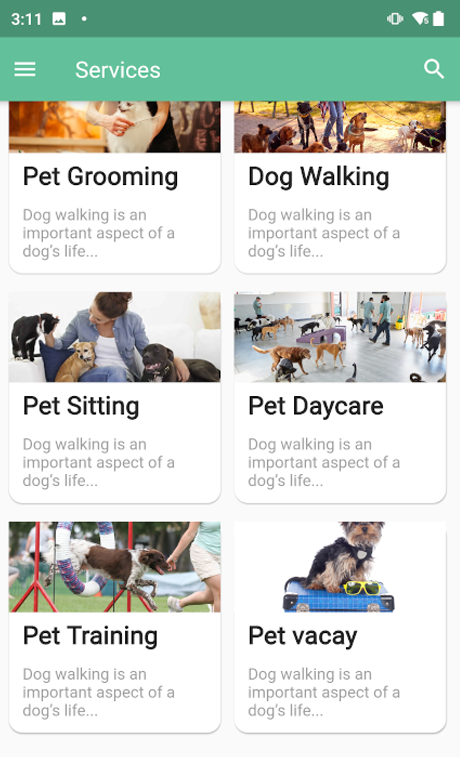 3:11
Services
Pet Grooming
Dog walking is an
important aspect of a
dog's life...
Dog Walking
Dog walking is an
important aspect of a
dog's life...
Pet Sitting
Dog walking is an
important aspect of a
dog's life...
Pet Daycare
Dog walking is an
important aspect of a
dog's life...
Pet Training
Dog walking is an
important aspect of a
dog's life...
Pet vacay
Dog walking is an
important aspect of a
dog's life...